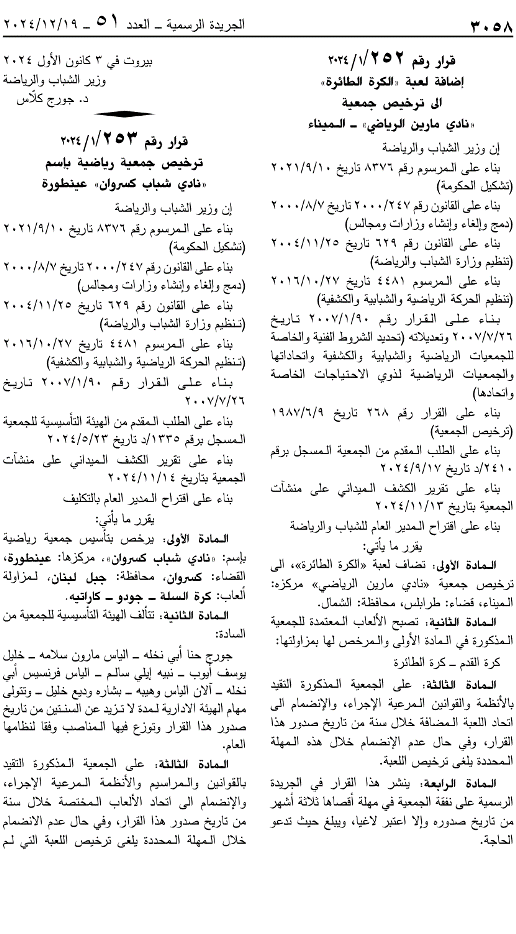 ٣٠٥٨
الجريدة الرسمية ــ العدد ٥١ ــ ٢٠٢٤/١٢/١٩
قرار رقم ٢٠٢٤/١/٢٥٢
إضافة لعبة «الكرة الطائرة»
الى ترخيص جمعية
«نادي مارين الرياضي» ــ الميناء
إن وزير الشباب والرياضة
بناء على المرسوم رقم ٨٣٧٦ تاريخ ٢٠٢١/٩/١٠
(تشكيل الحكومة)
بناء على القانون رقم ٢٠٠٠/٢٤٧ تاريخ ٢٠٠٠/٨/٧
(دمج وإلغاء وإنشاء وزارات ومجالس)
بناء على القانون رقم ٦٢٩ تاريخ ٢٠٠٤/١١/٢٥
(تنظيم وزارة الشباب والرياضة)
بناء على المرسوم رقم ٤٤٨١ تاريخ ٢٠١٦/١٠/٢٧
(تنظيم الحركة الرياضية والشبابية والكشفية)
بناء على القرار رقم ٢٠٠٧/١/٩٠ تاريخ
٢٠٠٧/٧/٢٦ وتعديلاته (تحديد الشروط الفنية والخاصة
للجمعيات الرياضية والشبابية والكشفية واتحاداتها
والجمعيات الرياضية لذوي الاحتياجات الخاصة
واتحادها)
بناء على القرار رقم ٢٦٨ تاريخ ١٩٨٧/٦/٩
(ترخيص الجمعية)
بناء على الطلب المقدم من الجمعية المسجل برقم
٢٤١٠/د تاريخ ٢٠٢٤/٩/١٧
بناء على تقرير الكشف الميداني على منشآت
الجمعية بتاريخ ٢٠٢٤/١١/١٣
بناء على اقتراح المدير العام للشباب والرياضة
يقرر ما يأتي:
المادة الأولى: تضاف لعبة «الكرة الطائرة»، الى
ترخيص جمعية «نادي مارين الرياضي» مركزه:
الميناء، قضاء: طرابلس، محافظة: الشمال.
المادة الثانية: تصبح الألعاب المعتمدة للجمعية
المذكورة في المادة الأولى والمرخص لها بمزاولتها:
كرة القدم ــ كرة الطائرة
المادة الثالثة: على الجمعية المذكورة التقيد
بالأنظمة والقوانين المرعية الإجراء، والإنضمام الى
اتحاد اللعبة المضافة خلال سنة من تاريخ صدور هذا
القرار، وفي حال عدم الإنضمام خلال هذه المهلة
المحددة يلغى ترخيص اللعبة.
المادة الرابعة: ينشر هذا القرار في الجريدة
الرسمية على نفقة الجمعية في مهلة أقصاها ثلاثة أشهر
من تاريخ صدوره وإلا اعتبر لاغيا، ويبلغ حيث تدعو
الحاجة.
بيروت في ٣ كانون الأول ٢٠٢٤
وزير الشباب والرياضة
د. جورج كلاّس
قرار رقم ٢٠٢٤/١/٢٥٣
ترخيص جمعية رياضية بإسم
«نادي شباب كسروان» عينطورة
إن وزير الشباب والرياضة
بناء على المرسوم رقم ٨٣٧٦ تاريخ ٢٠٢١/٩/١٠
(تشكيل الحكومة)
بناء على القانون رقم ٢٠٠٠/٢٤٧ تاريخ ٢٠٠٠/٨/٧
(دمج وإلغاء وإنشاء وزارات ومجالس)
بناء على القانون رقم ٦٢٩ تاريخ ٢٠٠٤/١١/٢٥
(تنظيم وزارة الشباب والرياضة)
بناء على المرسوم ٤٤٨١ تاريخ ٢٠١٦/١٠/٢٧
(تنظيم الحركة الرياضية والشبابية والكشفية)
بناء على القرار رقم ٢٠٠٧/١/٩٠ تاريخ
٢٠٠٧/٧/٢٦
بناء على الطلب المقدم من الهيئة التأسيسية للجمعية
المسجل برقم ١٣٣٥/د تاريخ ٢٠٢٤/٥/٢٣
بناء على تقرير الكشف الميداني على منشآت
الجمعية بتاريخ ٢٠٢٤/١١/١٤
بناء على اقتراح المدير العام بالتكليف
يقرر ما يأتي:
المادة الأولى: يرخص بتأسيس جمعية رياضية
بإسم: «نادي شباب كسروان»، مركزها: عينطورة،
القضاء: كسروان، محافظة: جبل لبنان، لمزاولة
ألعاب: كرة السلة ــ جودو ــ كاراتيه.
المادة الثانية: تتألف الهيئة التأسيسية للجمعية من
السادة:
جورج حنا أبي نخله ــ الياس مارون سلامه ــ خليل
يوسف أيوب ــ نبيه إيلي سالم ــ الياس فرنسيس أبي
نخله ــ آلان الياس وهيبه ــ بشاره وديع خليل ــ وتتولى
مهام الهيئة الادارية لمدة لا تزيد عن السنتين من تاريخ
صدور هذا القرار وتوزع فيها المناصب وفقا لنظامها
العام.
المادة الثالثة: على الجمعية المذكورة التقيد
بالقوانين والمراسيم والأنظمة المرعية الإجراء،
والإنضمام الى اتحاد الألعاب المختصة خلال سنة
من تاريخ صدور هذا القرار، وفي حال عدم الانضمام
خلال المهلة المحددة يلغى ترخيص اللعبة التي لم